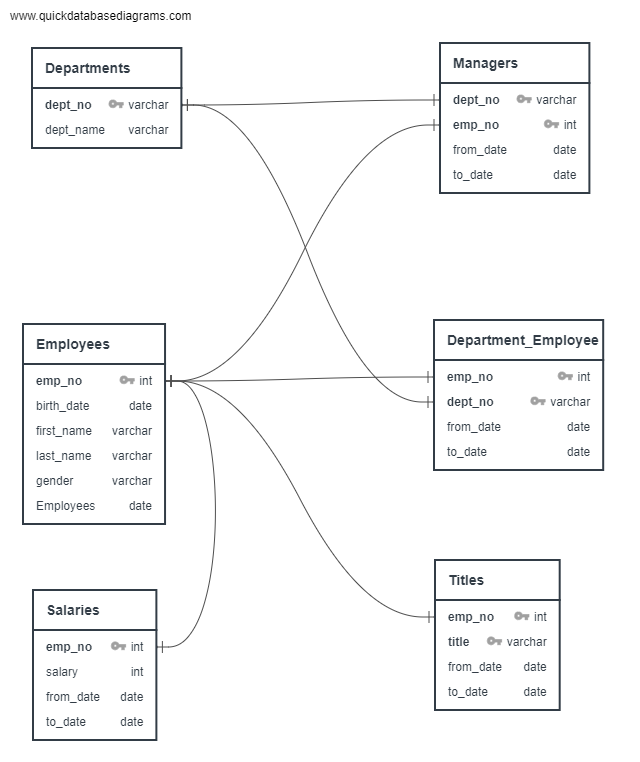 www.quickdatabasediagrams.com
Departments
dept_no varchar
dept_name varchar
Managers
dept_no varchar
emp_no int
from_date date
to_date date
Employees
emp_no int
birth_date date
first_name varchar
last_name varchar
gender varchar
Employees date
Department_Employee
emp_no int
dept_no varchar
from_date date
to_date date
Salaries
emp_no int
salary int
from_date date
to_date date
Titles
emp_no int
title varchar
from_date date
to_date date